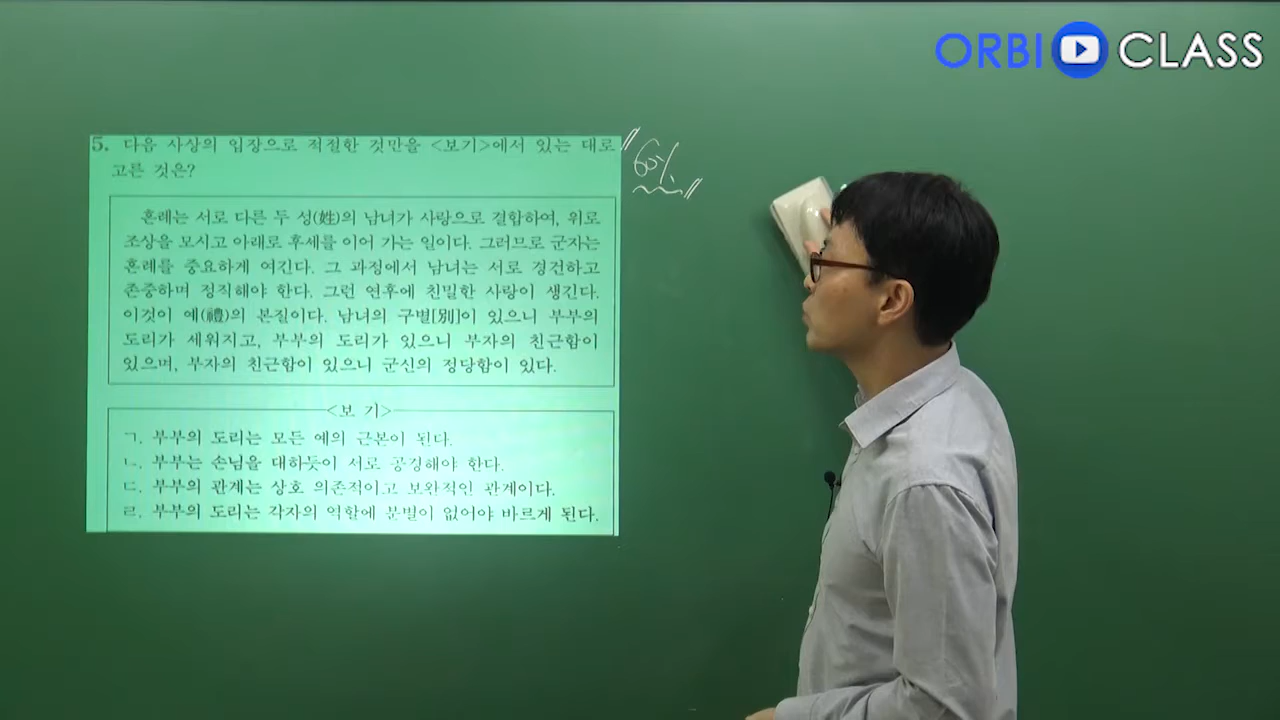 ORBI CLASS
5. 다음 사상의 입장으로 적절한 것만을 <보기>에서 있는 대로
고른 것은?
60%
혼례는 서로 다른 두 성(姓)의 남녀가 사랑으로 결합하여, 위로
조상을 모시고 아래로 후세를 이어 가는 일이다. 그러므로 군자는
혼례를 중요하게 여긴다. 그 과정에서 남녀는 서로 경건하고
존중하며 정직해야 한다. 그런 연후에 친밀한 사랑이 생긴다.
이것이 예(禮)의 본질이다. 남녀의 구별[別]이 있으니 부부의
도리가 세워지고, 부부의 도리가 있으니 부자의 친근함이
있으며, 부자의 친근함이 있으니 군신의 정당함이 있다.
<보 기>
ㄱ. 부부의 도리는 모든 예의 근본이 된다.
ㄴ. 부부는 손님을 대하듯이 서로 공경해야 한다.
ㄷ. 부부의 관계는 상호 의존적이고 보완적인 관계이다.
ㄹ. 부부의 도리는 각자의 역할에 분별이 없어야 바르게 된다.